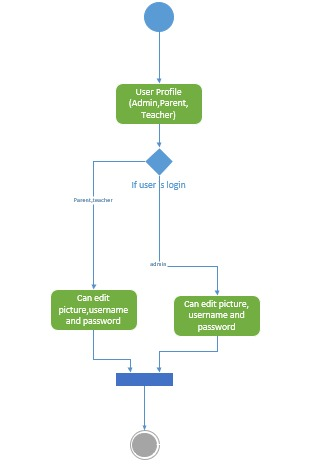 User Profile
(Admin,Parent,
Teacher)
If user is login
Parent,teacher
admin
Can edit
picture,username
and password
Can edit picture,
username and
password